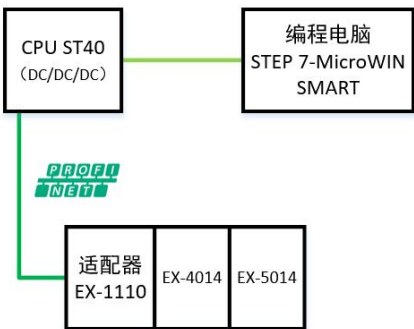 CPU ST40
（DC/DC/DC）
编程电脑
STEP 7-MicroWIN
SMART
PROFI
NET
适配器
EX-1110
EX-4014
EX-5014